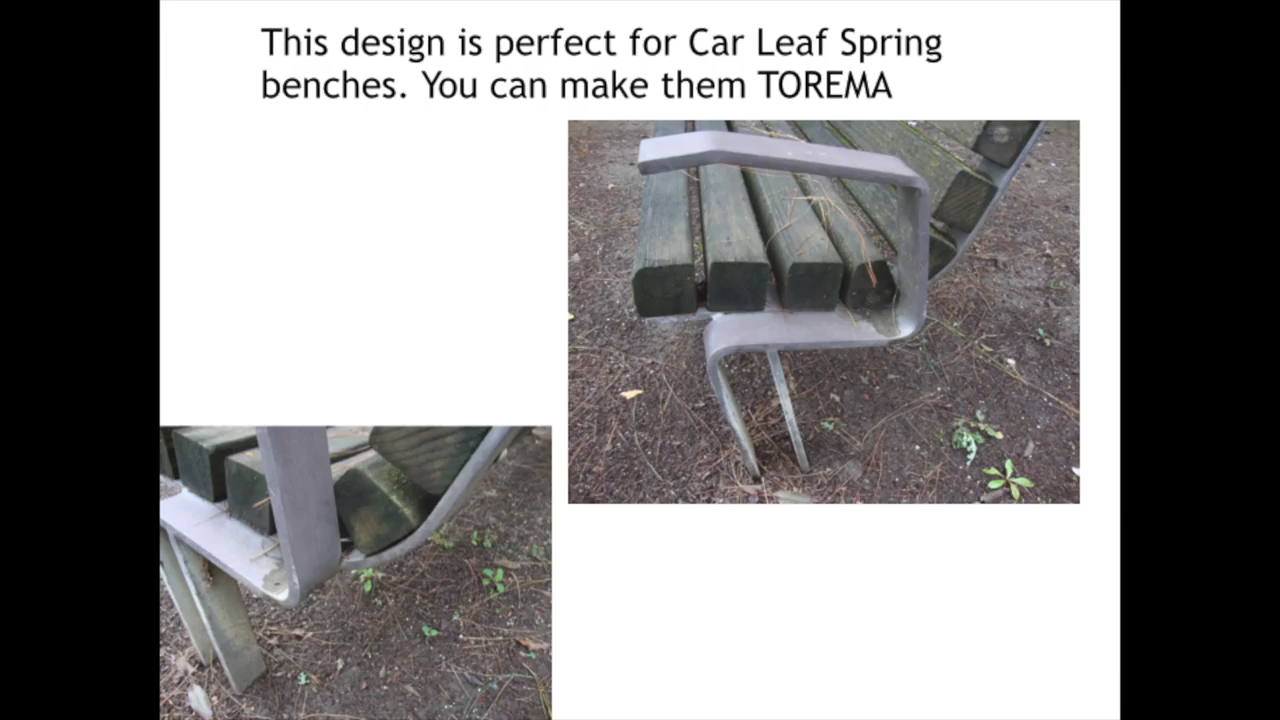 This design is perfect for Car Leaf Spring
benches. You can make them TOREMA